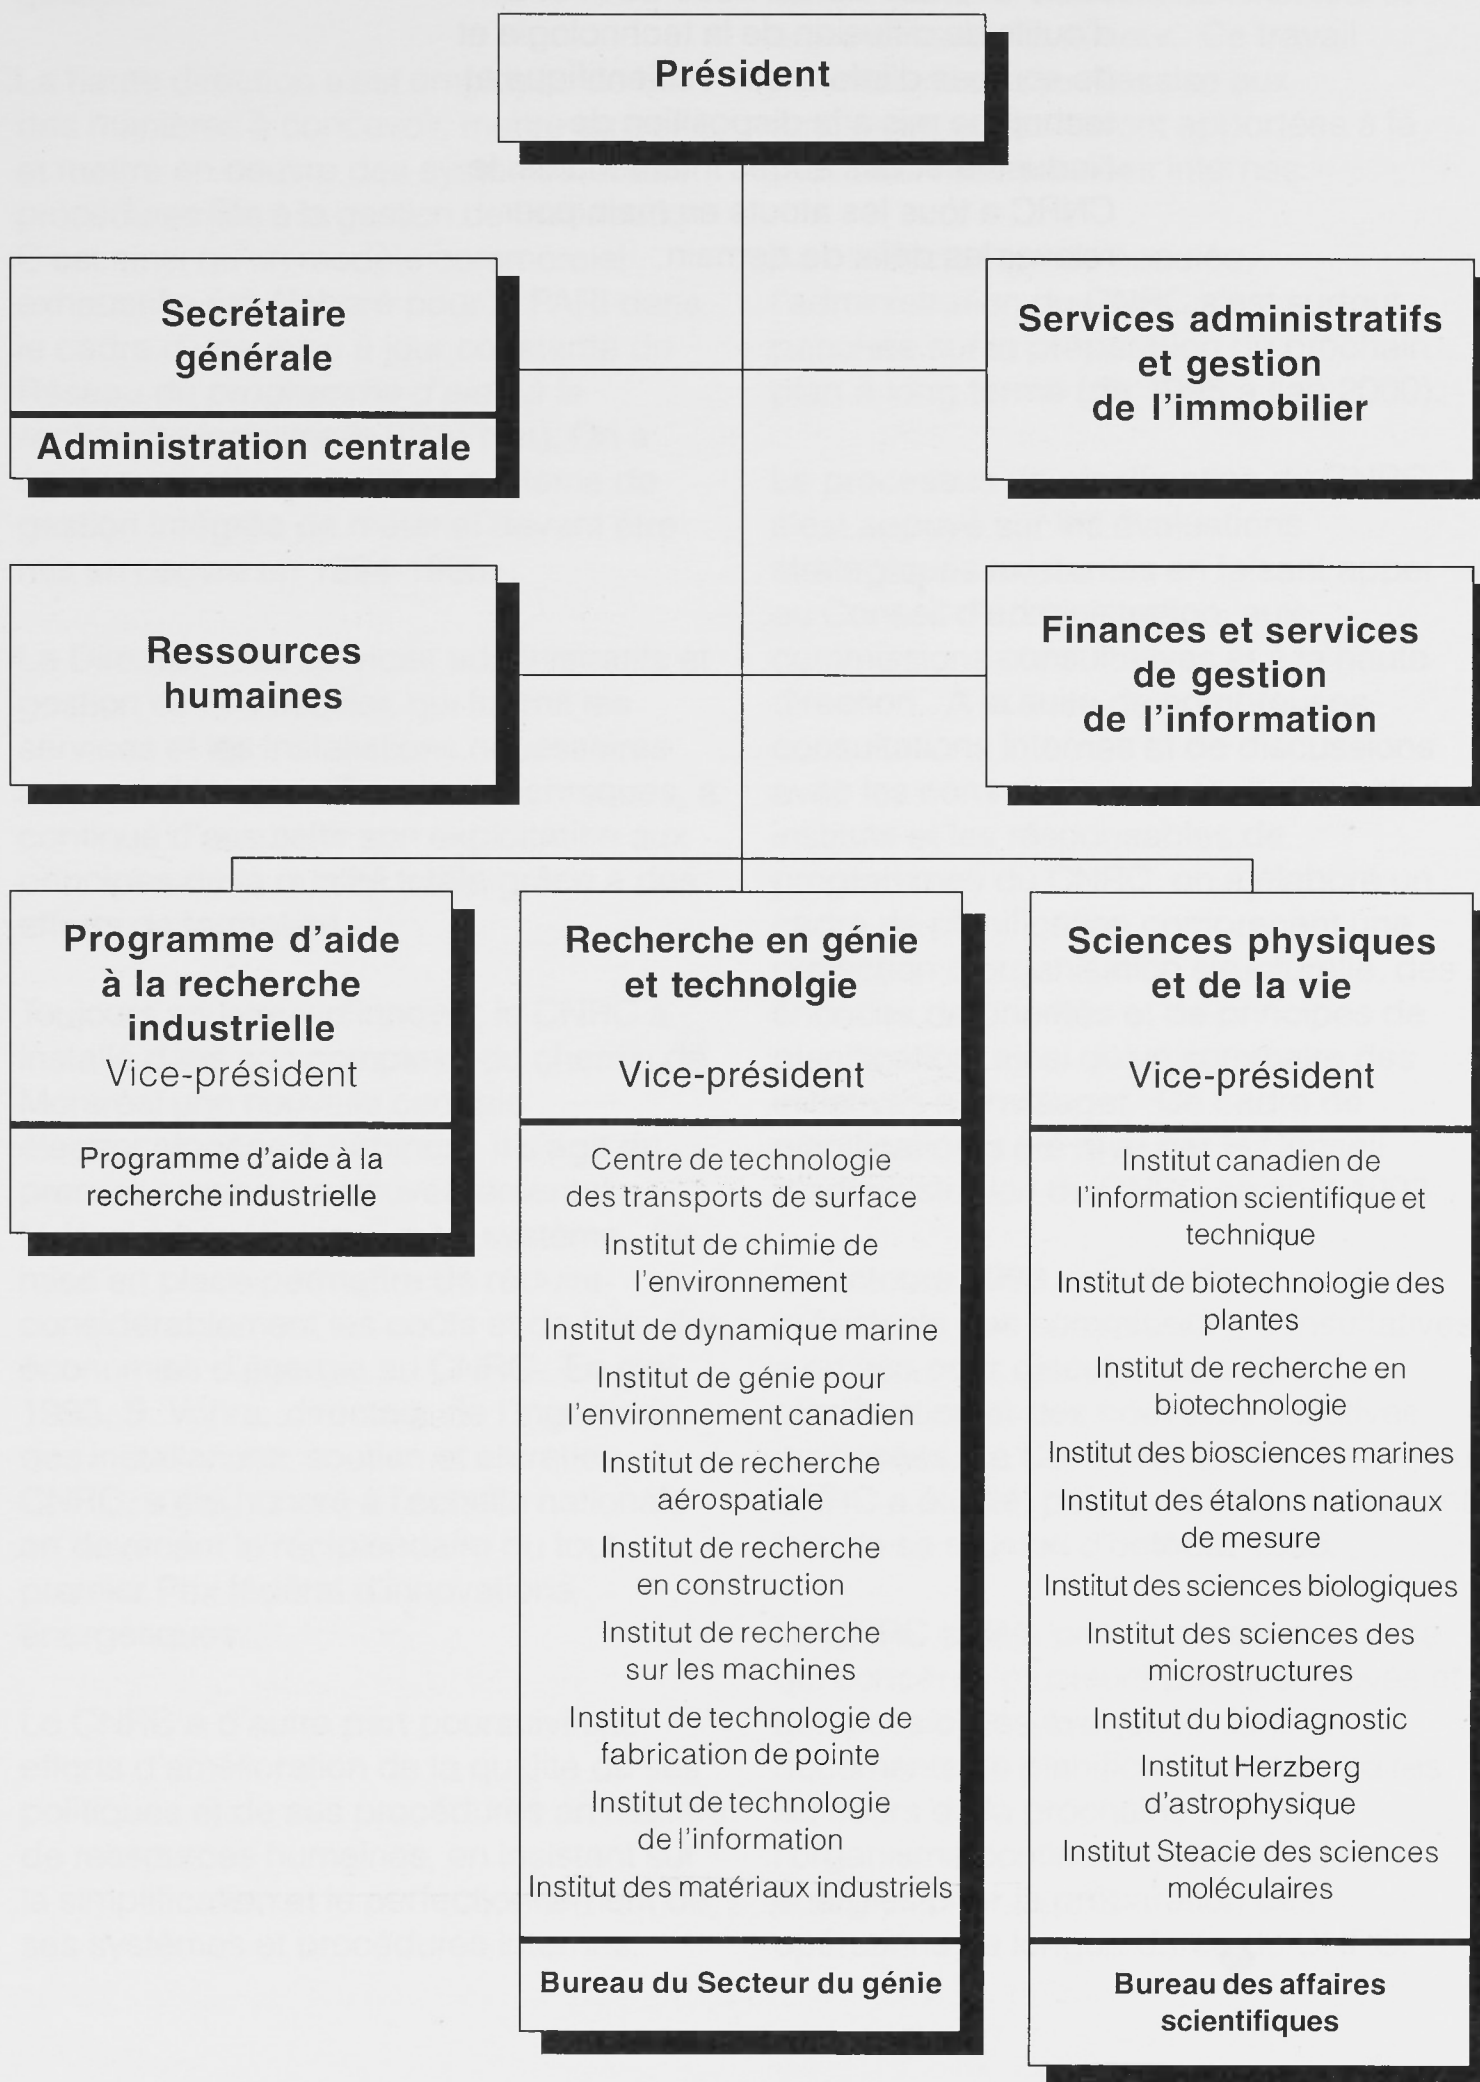 Président
Secrétaire
générale
Administration centrale
Services administratifs
et gestion
de l'immobilier
Ressources
humaines
Finances et services
de gestion
de l'information
Programme d'aide
à la recherche
industrielle
Vice-président
Programme d'aide à la
recherche industrielle
Recherche en génie
et technolgie
Vice-président
Centre de technologie
des transports de surface
Institut de chimie de
l'environnement
Institut de dynamique marine
Institut de génie pour
l'environnement canadien
Institut de recherche
aérospatiale
Institut de recherche
en construction
Institut de recherche
sur les machines
Institut de technologie de
fabrication de pointe
Institut de technologie
de l'information
Institut des matériaux industriels
Bureau du Secteur du génie
Sciences physiques
et de la vie
Vice-président
Institut canadien de
l'information scientifique et
technique
Institut de biotechnologie des
plantes
Institut de recherche en
biotechnologie
Institut des biosciences marines
Institut des étalons nationaux
de mesure
Institut des sciences biologiques
Institut des sciences des
microstructures
Institut du biodiagnostic
Institut Herzberg
d'astrophysique
Institut Steacie des sciences
moléculaires
Bureau des affaires
scientifiques